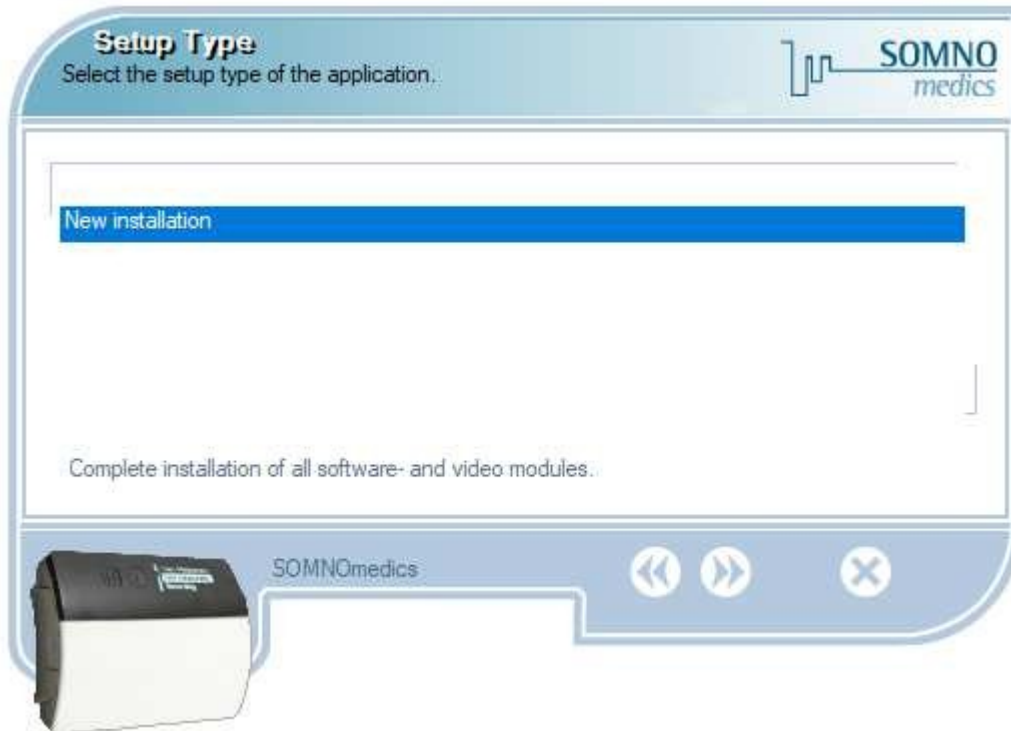 Setup Type
Select the setup type of the application.
SOMNO
medics
New installation
Complete installation of all software- and video modules.
SOMNOmedics